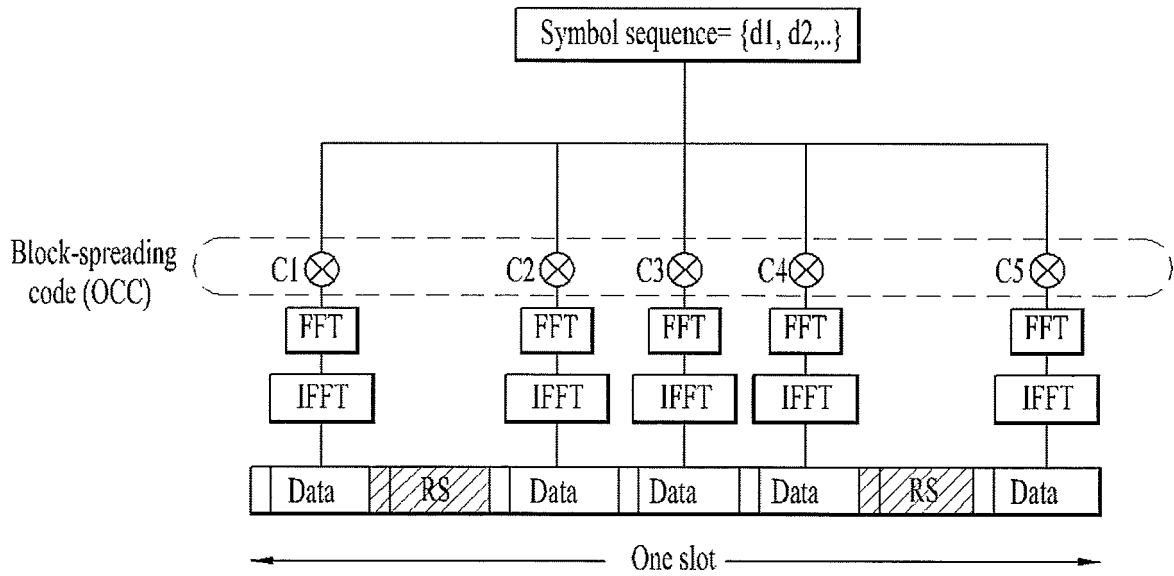 Symbol sequence= {d1, d2,..}
Block-spreading
code (OCC)
C1
C2
C3
C4
C5
FFT
FFT
FFT
FFT
FFT
IFFT
IFFT
IFFT
IFFT
IFFT
Data
RS
Data
Data
Data
RS
Data
One slot